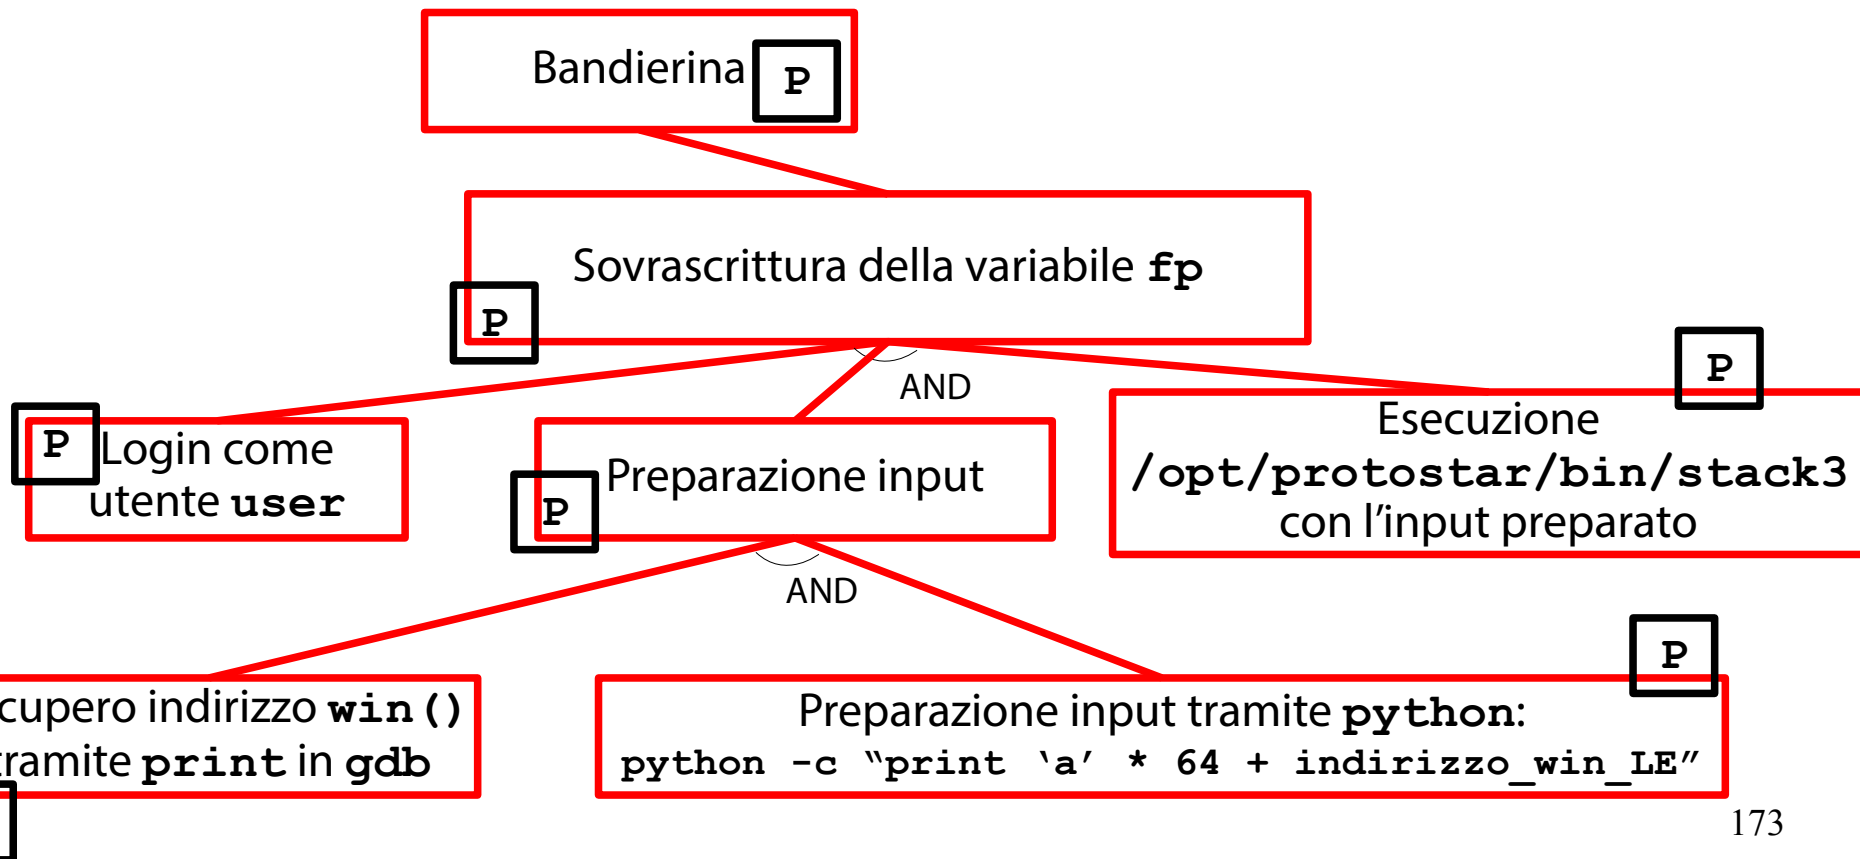 Bandierina P
Sovrascrittura della variabile fp
P
AND
P
P Login come
utente user
Preparazione input
P
Esecuzione
/opt/protostar/bin/stack3
con l'input preparato
AND
P
cupero indirizzo win()
tramite print in gdb
Preparazione input tramite python:
python -c “print ‘a’ * 64 + indirizzo_win_LE”
173